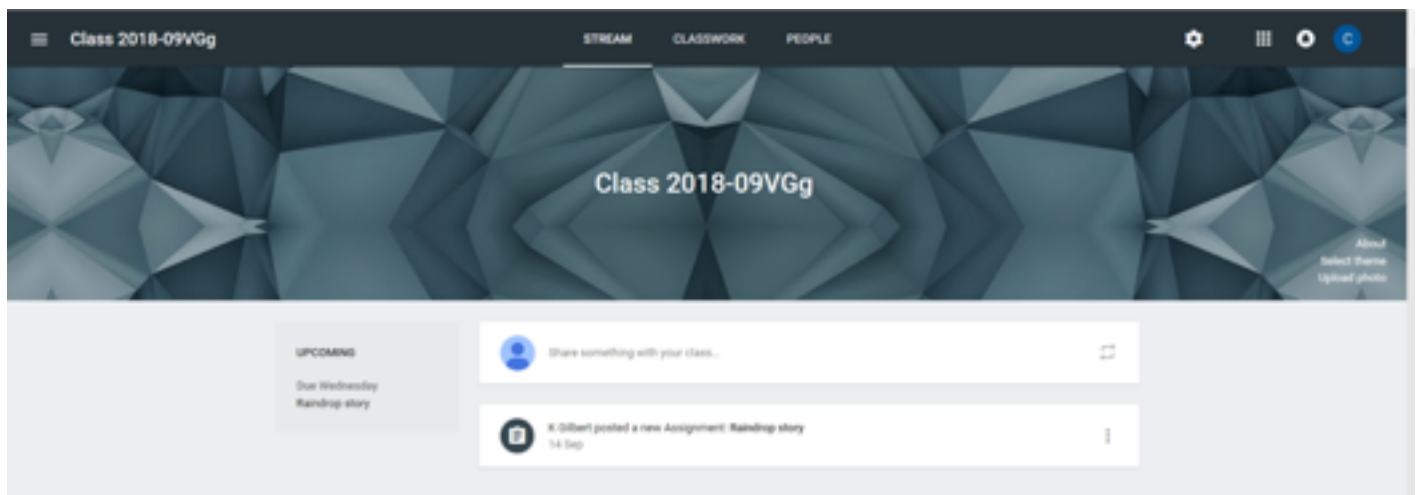 Class 2018-09VGg
STREAM CLASSWORK PEOPLE
C
Class 2018-09VGg
About
Select theme
Upload photo
UPCOMING
Due Wednesday
Raindrop story
Share something with your class...
K Gilbert posted a new Assignment: Raindrop story
14 Sep